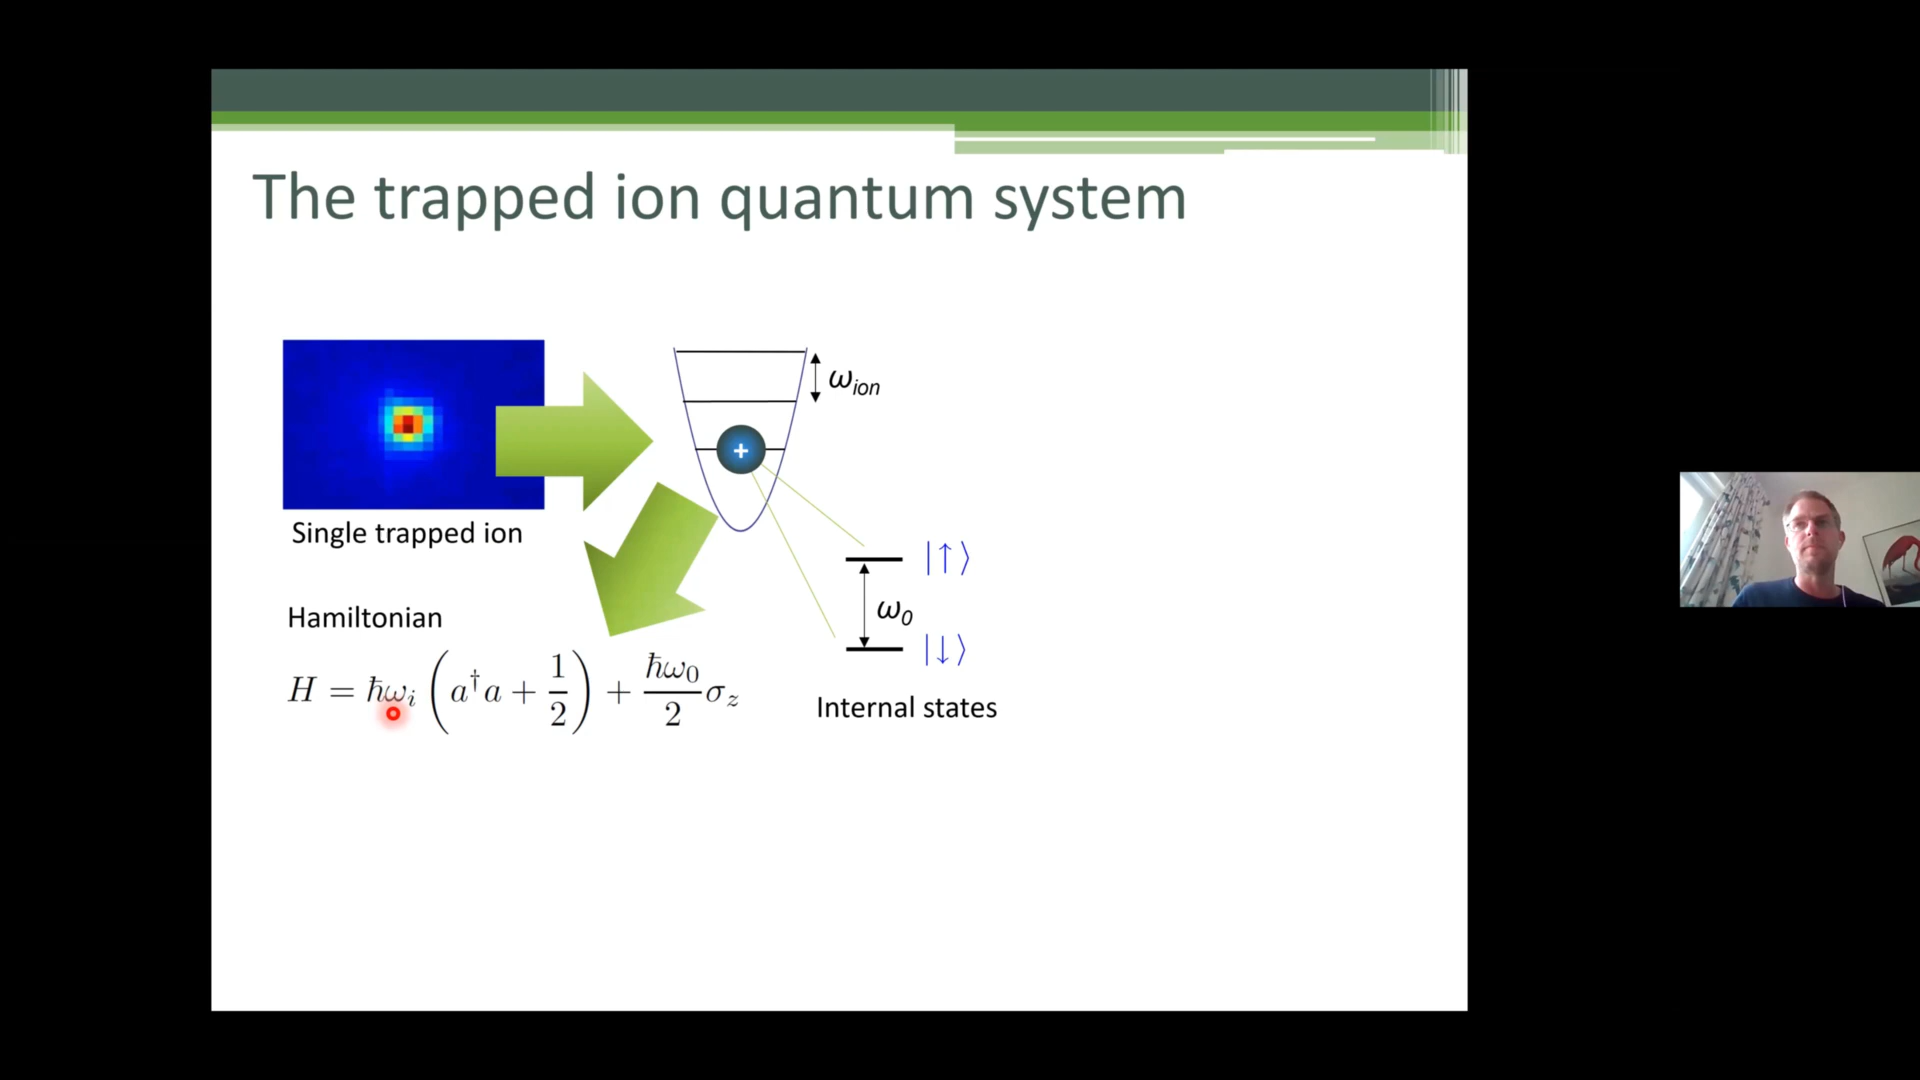 The trapped ion quantum system
ω_ion
+
Single trapped ion
|↑⟩
ω_0
|↓⟩
Hamiltonian
H = ħω_i (a†a + 1/2) + ħω_0/2 σ_z
Internal states